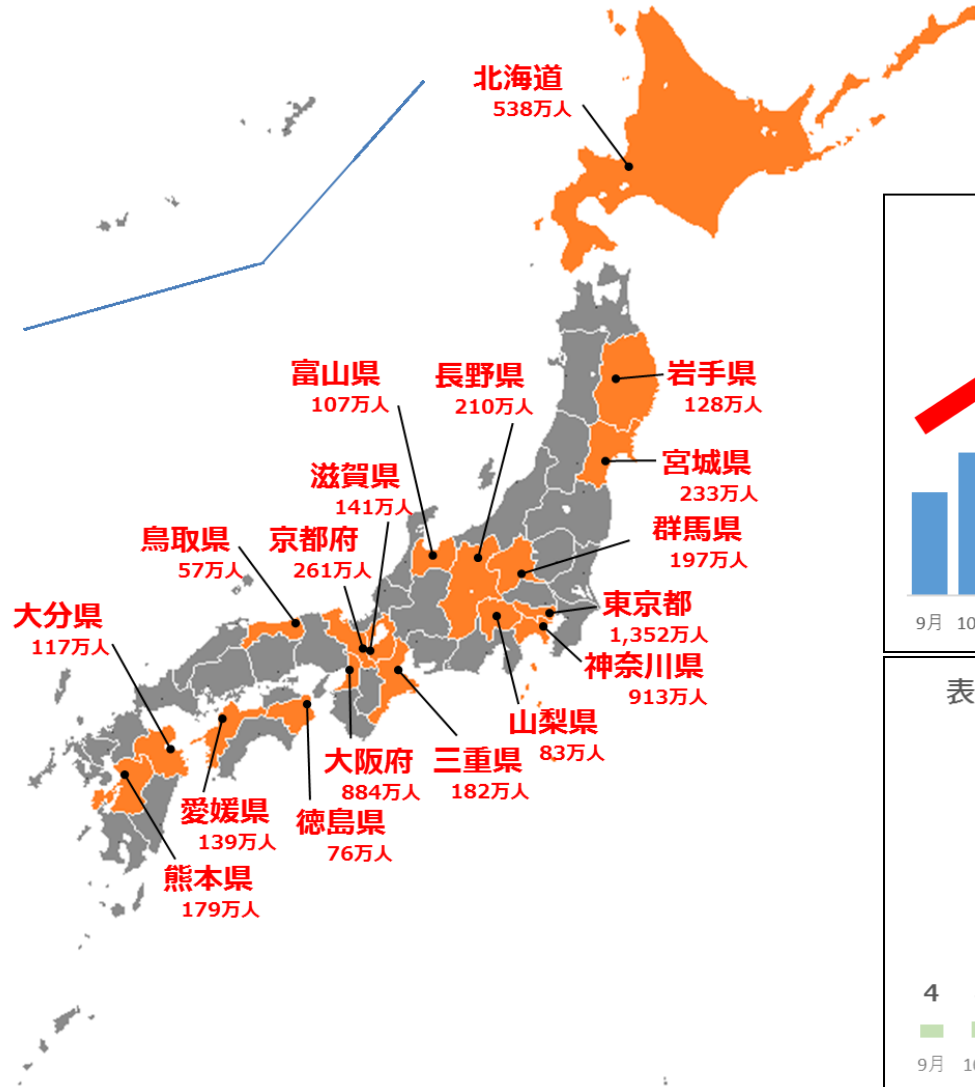 北海道
538万人
富山県
107万人
長野県
210万人
岩手県
128万人
滋賀県
141万人
宮城県
233万人
鳥取県
57万人
京都府
261万人
群馬県
197万人
大分県
117万人
東京都
1,352万人
神奈川県
913万人
山梨県
83万人
大阪府
884万人
三重県
182万人
愛媛県
139万人
徳島県
76万人
熊本県
179万人
9月 10
表
4
9月 10